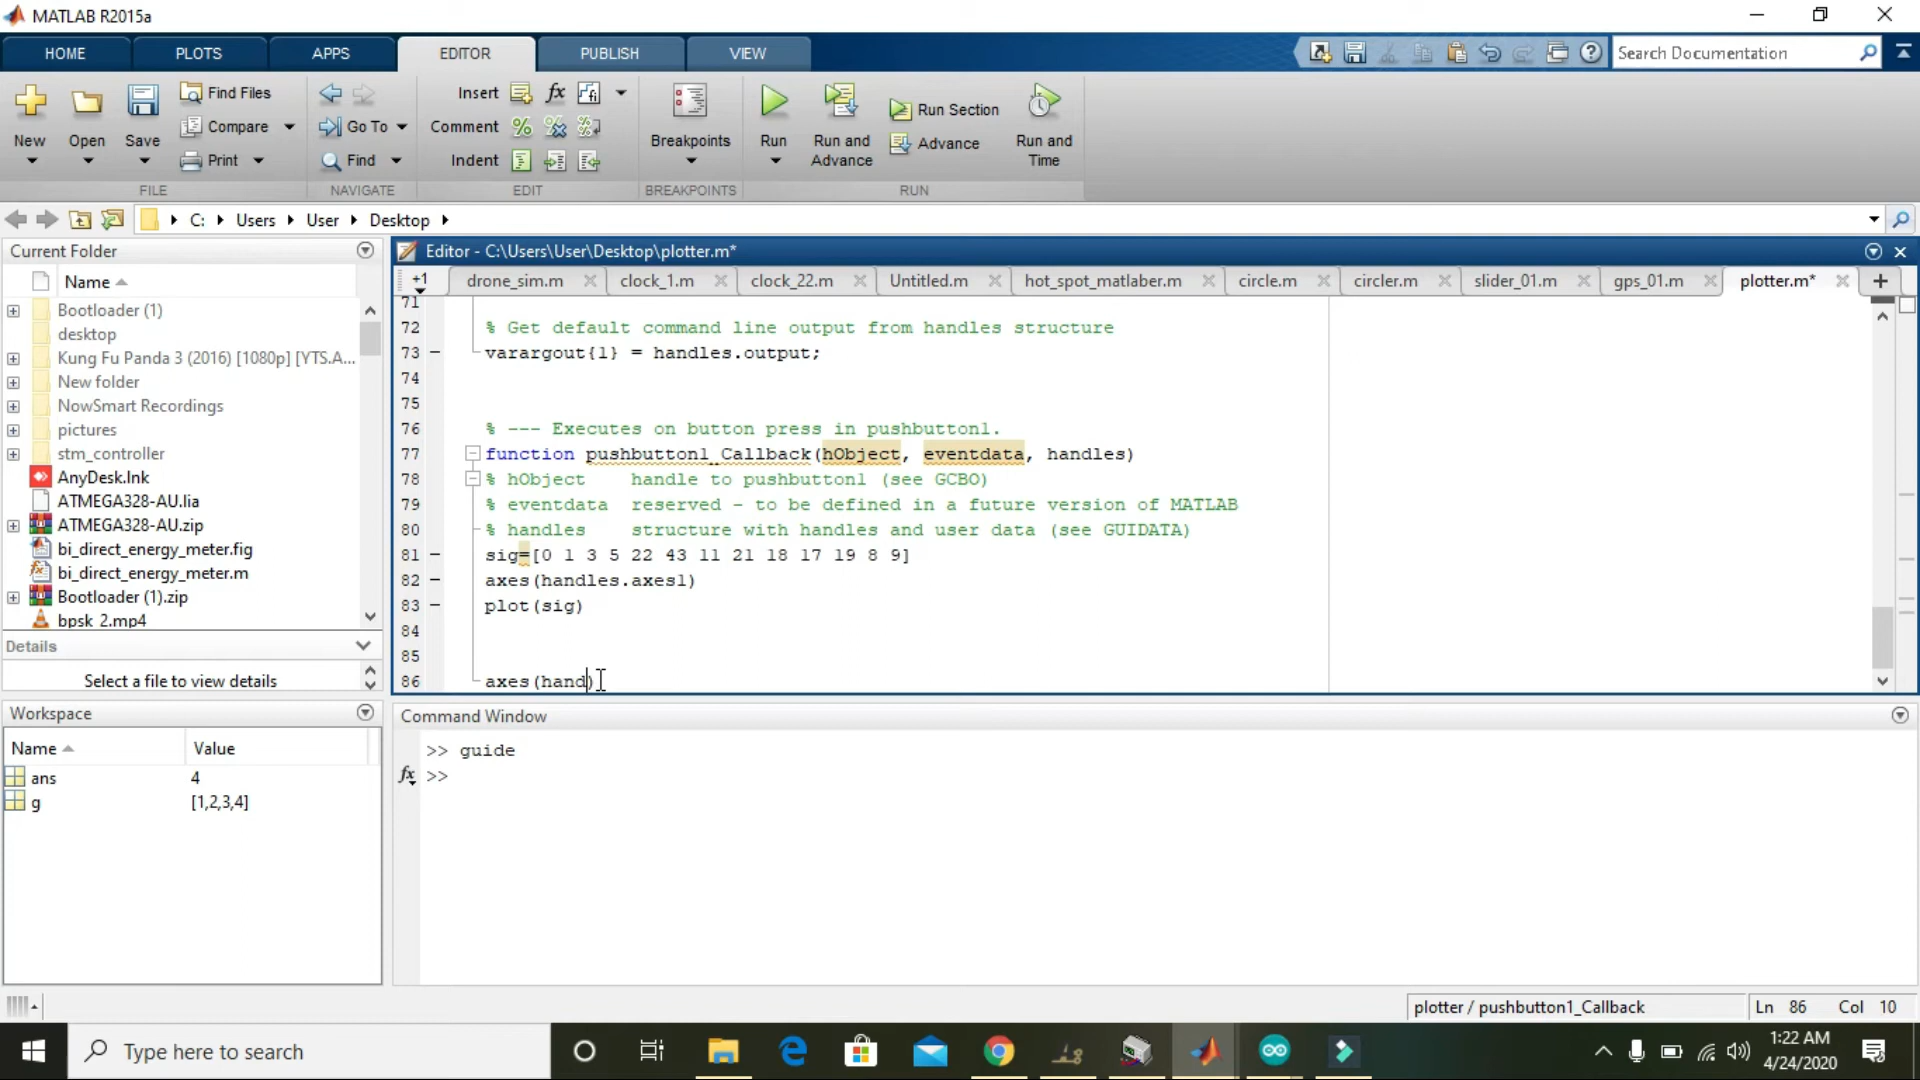 MATLAB R2015a
HOME PLOTS APPS EDITOR PUBLISH VIEW
Search Documentation
New Open Save Find Files Compare Print
FILE
Go To Find
NAVIGATE
Insert fx
Comment
Indent
EDIT
Breakpoints
BREAKPOINTS
Run
Run and Advance
Run Section
Advance
Run and Time
RUN
C: Users User Desktop
Current Folder
Name
Bootloader (1)
desktop
Kung Fu Panda 3 (2016) [1080p] [YTS.A...
New folder
NowSmart Recordings
pictures
stm_controller
AnyDesk.lnk
ATMEGA328-AU.lia
ATMEGA328-AU.zip
bi_direct_energy_meter.fig
bi_direct_energy_meter.m
Bootloader (1).zip
bpsk_2.mp4
Details
Select a file to view details
Workspace
Name Value
ans 4
g [1,2,3,4]
Editor - C:\Users\User\Desktop\plotter.m*
+1 drone_sim.m clock_1.m clock_22.m Untitled.m hot_spot_matlaber.m circle.m circler.m slider_01.m gps_01.m plotter.m*
71
72 % Get default command line output from handles structure
73 varargout{1} = handles.output;
74
75
76 % --- Executes on button press in pushbutton1.
77 function pushbutton1_Callback(hObject, eventdata, handles)
78 % hObject    handle to pushbutton1 (see GCBO)
79 % eventdata  reserved - to be defined in a future version of MATLAB
80 % handles    structure with handles and user data (see GUIDATA)
81 sig=[0 1 3 5 22 43 11 21 18 17 19 8 9]
82 axes(handles.axes1)
83 plot(sig)
84
85
86 axes(hand)
Command Window
>> guide
fx >>
plotter / pushbutton1_Callback Ln 86 Col 10
Type here to search
1:22 AM
4/24/2020